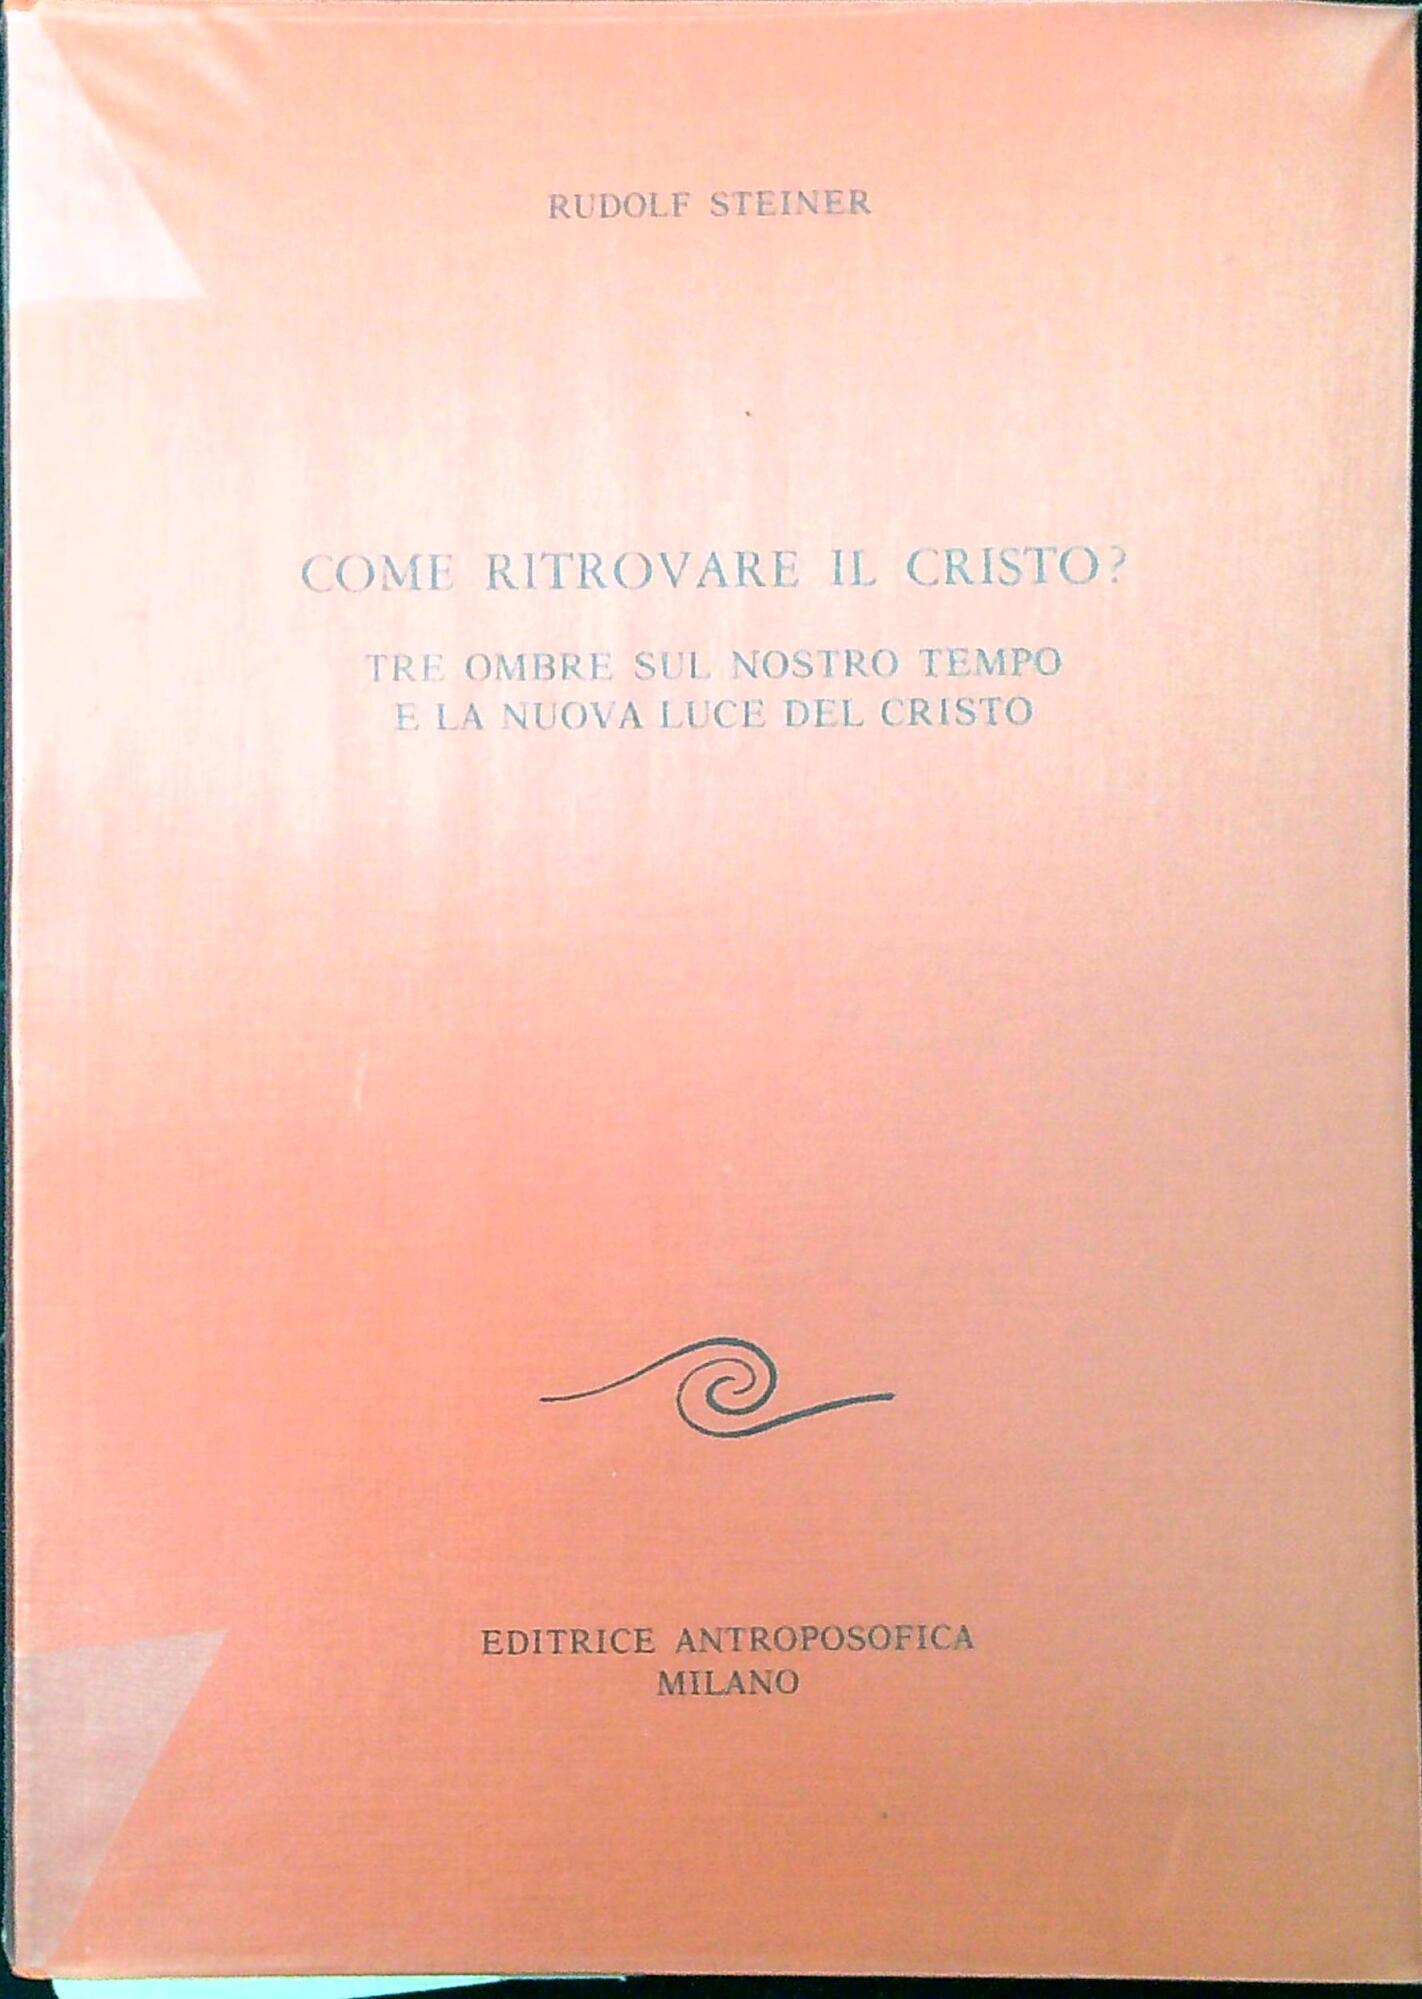 RUDOLF STEINER
COME RITROVARE IL CRISTO?
TRE OMBRE SUL NOSTRO TEMPO
E LA NUOVA LUCE DEL CRISTO
EDITRICE ANTROPOSOFICA
MILANO